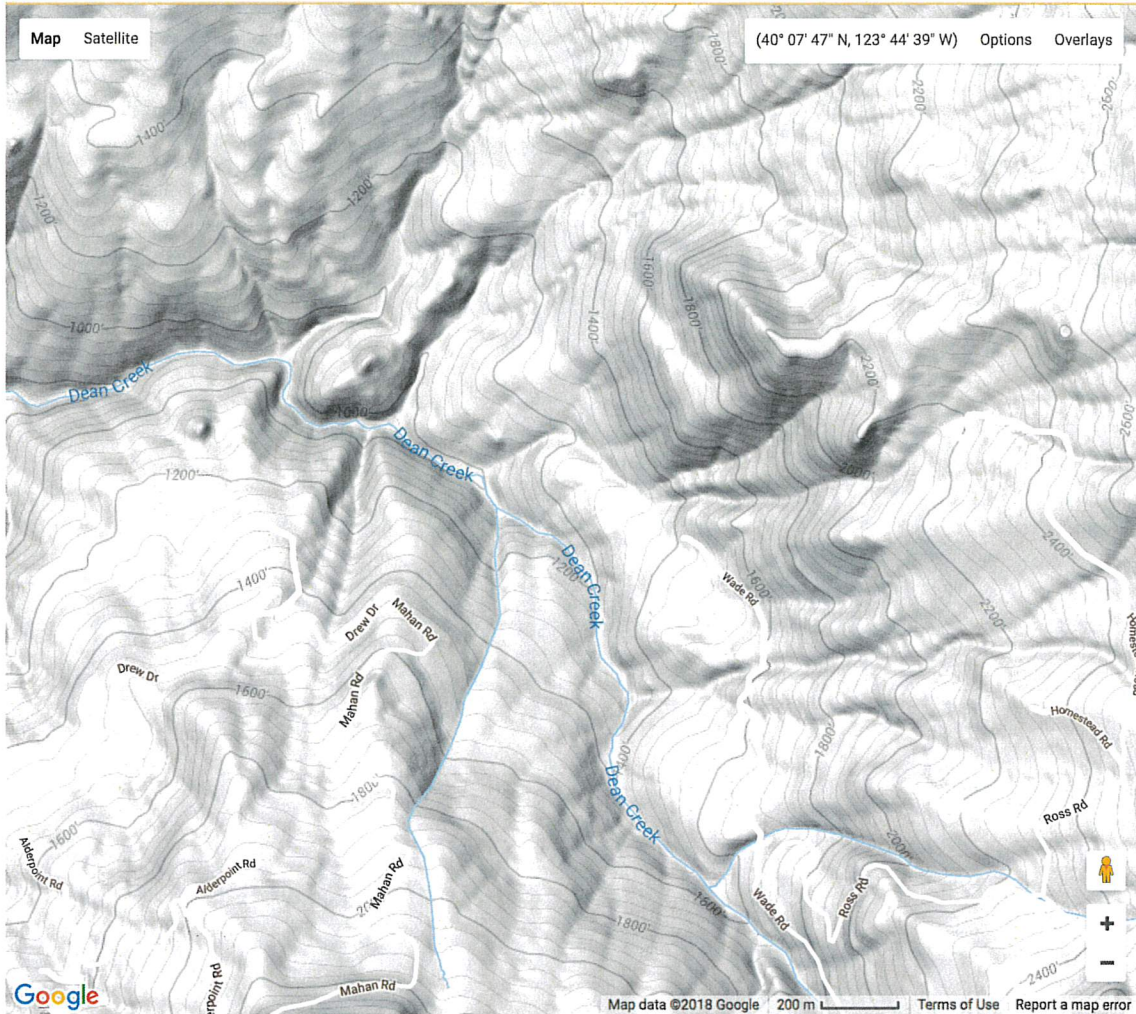 Map Satellite
(40° 07' 47" N, 123° 44' 39" W) Options Overlays
1800'
2200'
2600'
1400'
1200'
1200'
1600'
1800'
1400'
1000'
Dean Creek
2200'
1000'
2600'
Dean Creek
2000'
1200'
2400'
Dean Creek
1200'
1600'
Wade Rd
1400'
2200'
Drew Dr
Mahan Rd
Drew Dr
1600'
Mahan Rd
Homestead Rd
1800'
Dean Creek
1800'
Ross Rd
1600'
Alderpoint Rd
Alderpoint Rd
Mahan Rd
Ross Rd
1600'
Wade Rd
1800'
2400'
Mahan Rd
Google
Map data ©2018 Google 200 m Terms of Use Report a map error